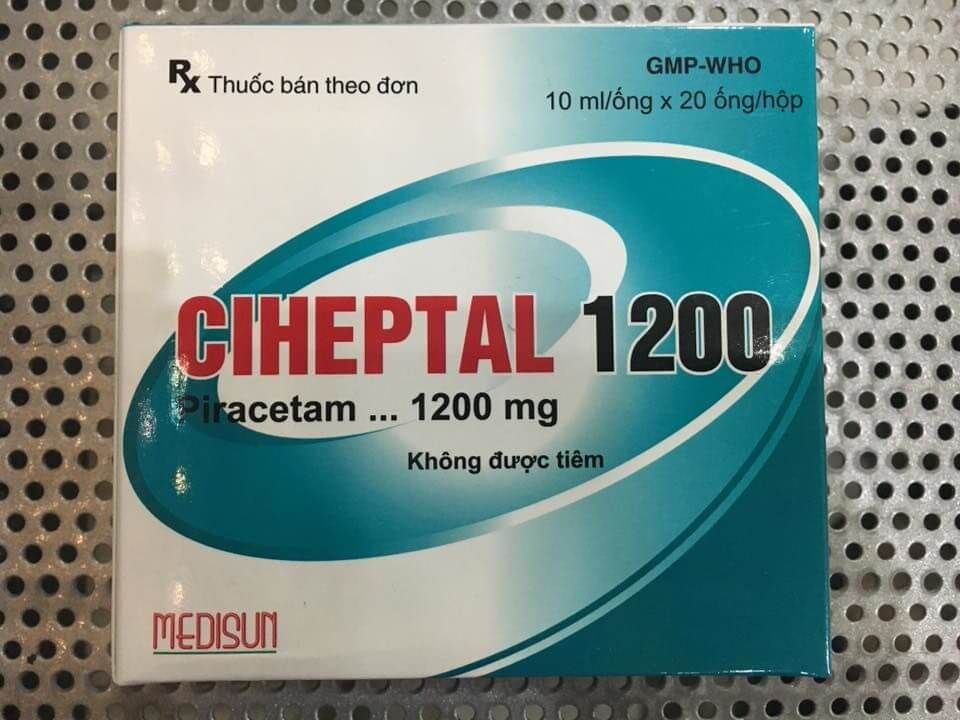 Rx Thuốc bán theo đơn
GMP-WHO
10 ml/ống x 20 ống/hộp
CIHEPTAL 1200
Piracetam ... 1200 mg
Không được tiêm
MEDISUN